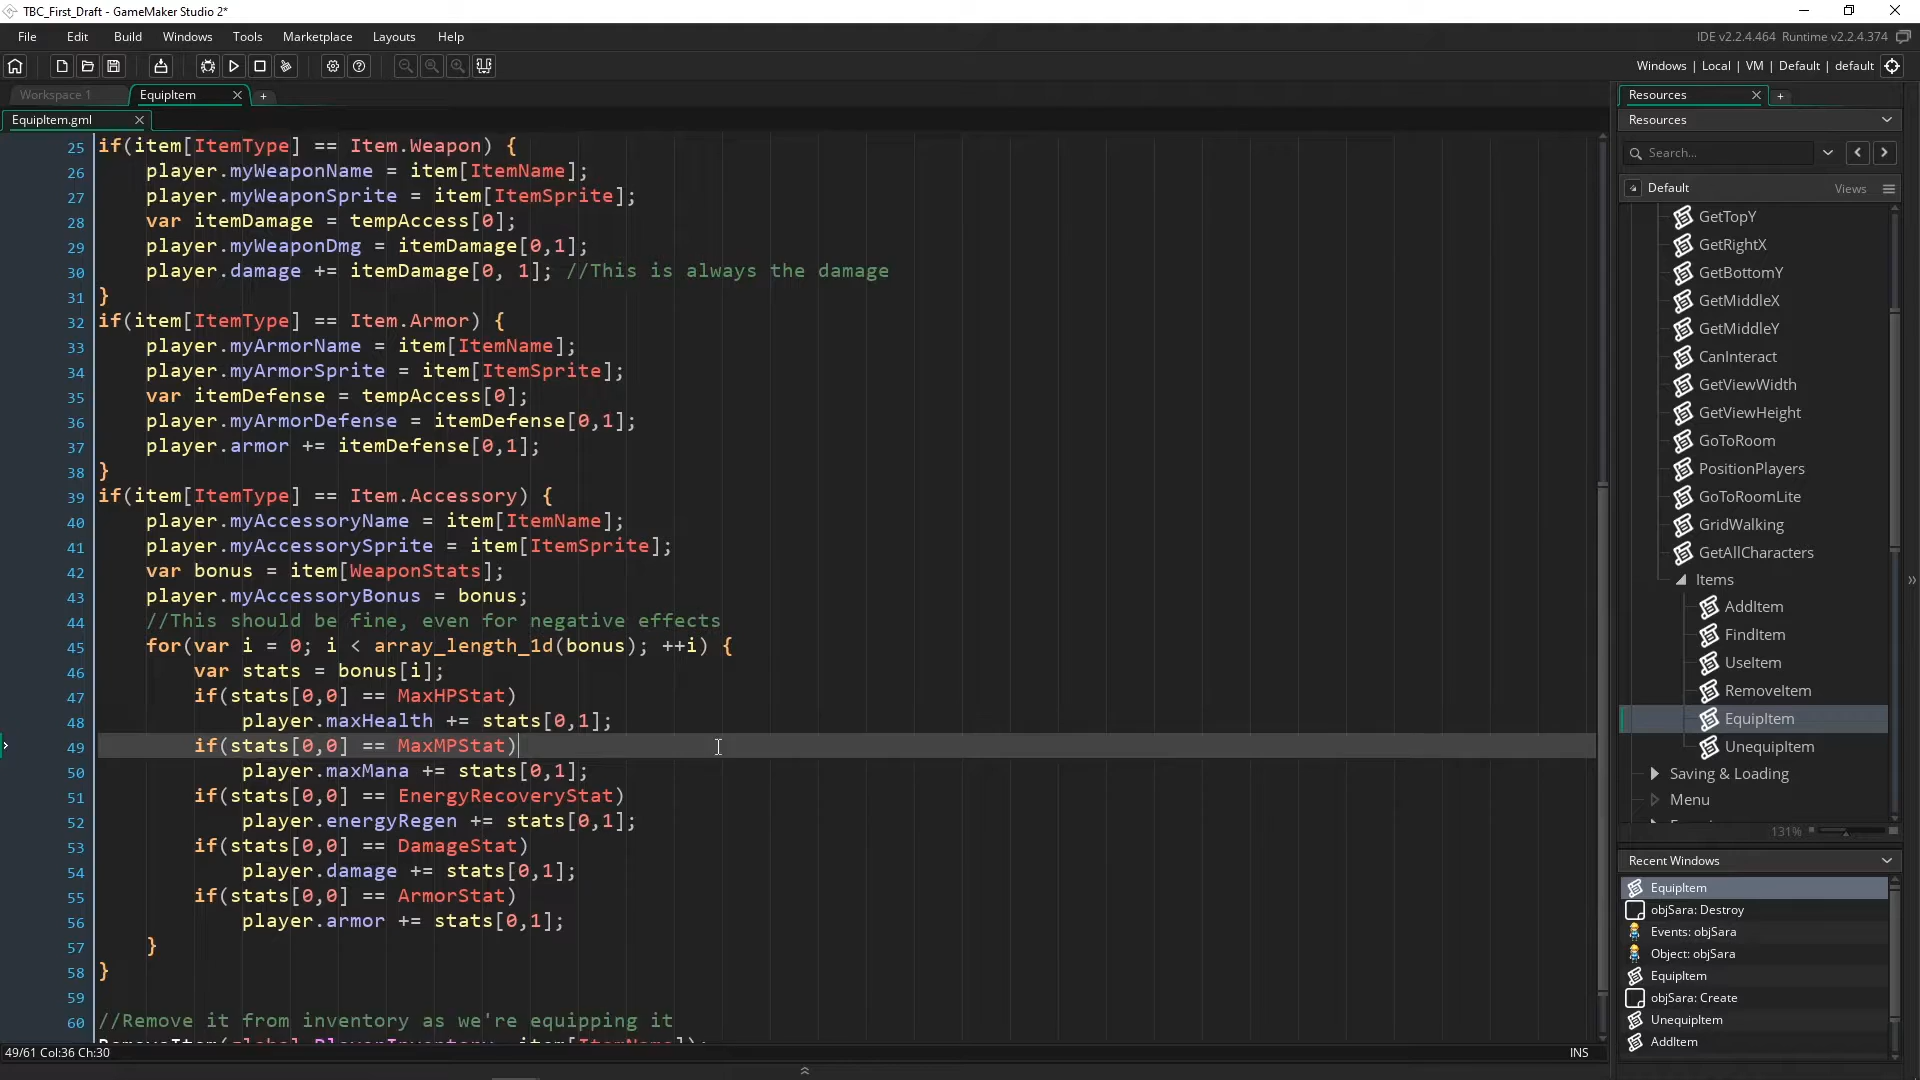 TBC_First_Draft - GameMaker Studio 2*
File Edit Build Windows Tools Marketplace Layouts Help
IDE v2.2.4.464 Runtime v2.2.4.374
Windows | Local | VM | Default | default
Workspace 1
EquipItem
EquipItem.gml
25 if(item[ItemType] == Item.Weapon) {
26 player.myWeaponName = item[ItemName];
27 player.myWeaponSprite = item[ItemSprite];
28 var itemDamage = tempAccess[0];
29 player.myWeaponDmg = itemDamage[0,1];
30 player.damage += itemDamage[0, 1]; //This is always the damage
31 }
32 if(item[ItemType] == Item.Armor) {
33 player.myArmorName = item[ItemName];
34 player.myArmorSprite = item[ItemSprite];
35 var itemDefense = tempAccess[0];
36 player.myArmorDefense = itemDefense[0,1];
37 player.armor += itemDefense[0,1];
38 }
39 if(item[ItemType] == Item.Accessory) {
40 player.myAccessoryName = item[ItemName];
41 player.myAccessorySprite = item[ItemSprite];
42 var bonus = item[WeaponStats];
43 player.myAccessoryBonus = bonus;
44 //This should be fine, even for negative effects
45 for(var i = 0; i < array_length_1d(bonus); ++i) {
46 var stats = bonus[i];
47 if(stats[0,0] == MaxHPStat)
48 player.maxHealth += stats[0,1];
49 if(stats[0,0] == MaxMPStat)
50 player.maxMana += stats[0,1];
51 if(stats[0,0] == EnergyRecoveryStat)
52 player.energyRegen += stats[0,1];
53 if(stats[0,0] == DamageStat)
54 player.damage += stats[0,1];
55 if(stats[0,0] == ArmorStat)
56 player.armor += stats[0,1];
57 }
58 }
59
60 //Remove it from inventory as we're equipping it
RemoveItem(global.PlayerInventory, item[ItemName]);
49/61 Col:36 Ch:30
INS
Resources
Resources
Search...
Default
Views
GetTopY
GetRightX
GetBottomY
GetMiddleX
GetMiddleY
CanInteract
GetViewWidth
GetViewHeight
GoToRoom
PositionPlayers
GoToRoomLite
GridWalking
GetAllCharacters
Items
AddItem
FindItem
UseItem
RemoveItem
EquipItem
UnequipItem
Saving & Loading
Menu
131%
Recent Windows
EquipItem
objSara: Destroy
Events: objSara
Object: objSara
EquipItem
objSara: Create
UnequipItem
AddItem